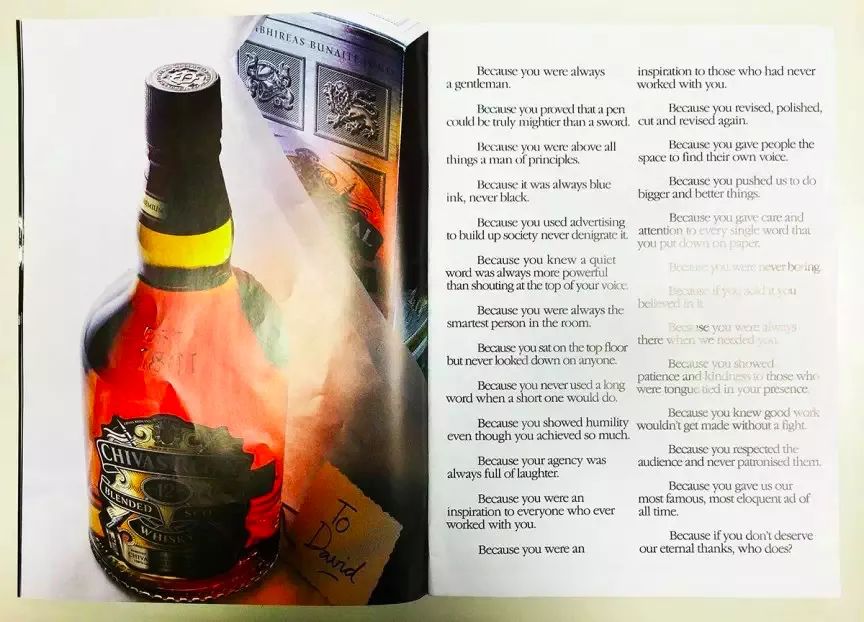 BHIREAS BUNAITE
AL
L8TT
CHIVAS
12
BLENDED
WHISKY
CHIVAS
To
David
Because you were always
a gentleman.
Because you proved that a pen
could be truly mightier than a sword.
Because you were above all
things a man of principles.
Because it was always blue
ink, never black.
Because you used advertising
to build up society never denigrate it.
Because you knew a quiet
word was always more powerful
than shouting at the top of your voice.
Because you were always the
smartest person in the room.
Because you sat on the top floor
but never looked down on anyone.
Because you never used a long
word when a short one would do.
Because you showed humility
even though you achieved so much.
Because your agency was
always full of laughter.
Because you were an
inspiration to everyone who ever
worked with you.
Because you were an
inspiration to those who had never
worked with you.
Because you revised, polished,
cut and revised again.
Because you gave people the
space to find their own voice.
Because you pushed us to do
bigger and better things.
Because you gave care and
attention to every single word that
you put down on paper.
Because you were never boring.
Because if you sold it you
believed in it.
Because you were always
there when we needed you.
Because you showed
patience and kindness to those who
were tongue tied in your presence.
Because you knew good work
wouldn't get made without a fight.
Because you respected the
audience and never patronised them.
Because you gave us our
most famous, most eloquent ad of
all time.
Because if you don't deserve
our eternal thanks, who does?